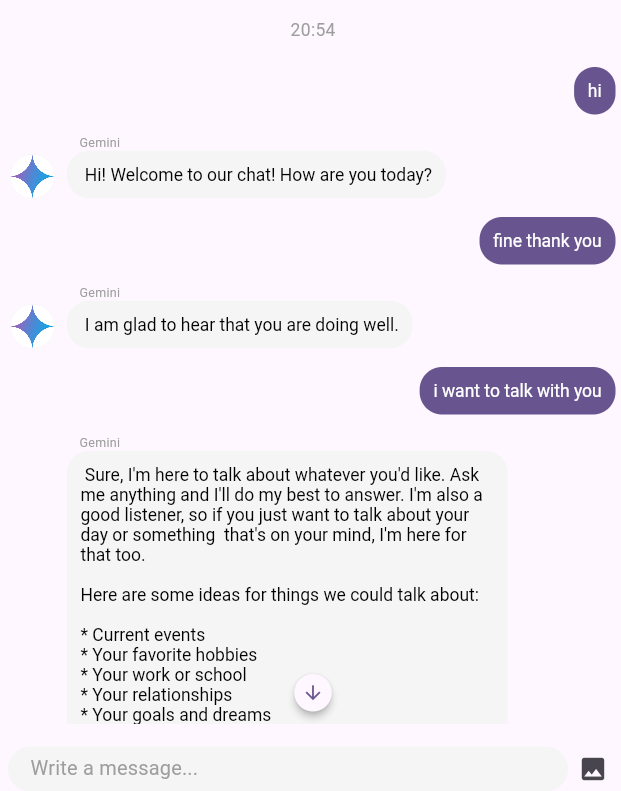 20:54
hi
Gemini
Hi! Welcome to our chat! How are you today?
fine thank you
Gemini
I am glad to hear that you are doing well.
i want to talk with you
Gemini
Sure, I'm here to talk about whatever you'd like. Ask
me anything and I'll do my best to answer. I'm also a
good listener, so if you just want to talk about your
day or something  that's on your mind, I'm here for
that too.
Here are some ideas for things we could talk about:
* Current events
* Your favorite hobbies
* Your work or school
* Your relationships
* Your goals and dreams
Write a message...